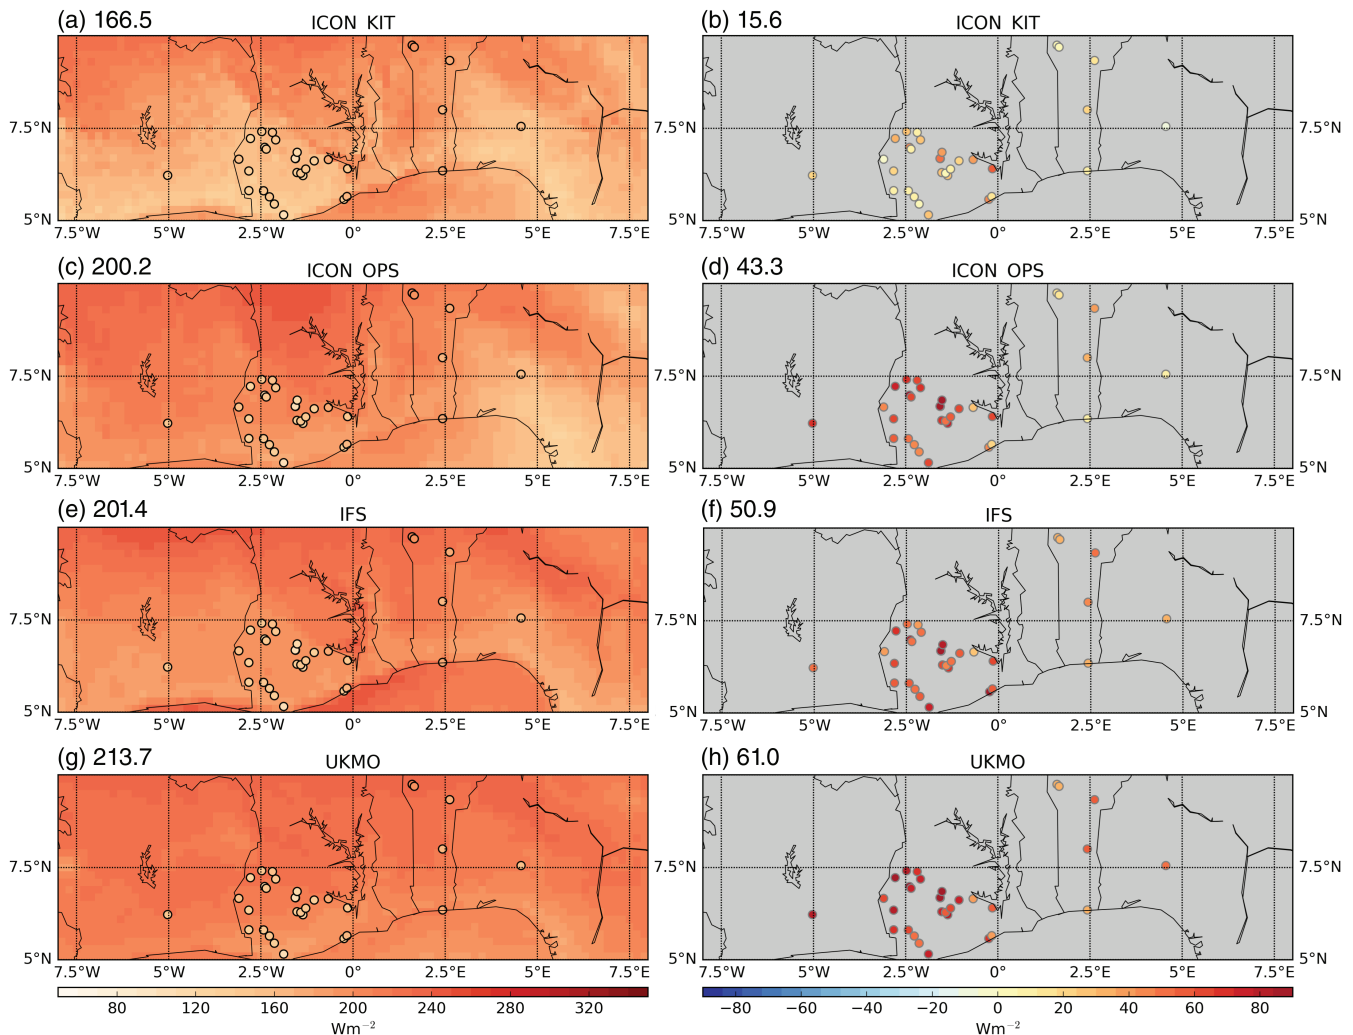 (a) 166.5 ICON KIT (b) 15.6 ICON KIT
7.5°N 7.5°N
5°N 5°N
7.5°W 5°W 2.5°W 0° 2.5°E 5°E 7.5°E 7.5°W 5°W 2.5°W 0° 2.5°E 5°E 7.5°E
(c) 200.2 ICON OPS (d) 43.3 ICON OPS
7.5°N 7.5°N
5°N 5°N
7.5°W 5°W 2.5°W 0° 2.5°E 5°E 7.5°E 7.5°W 5°W 2.5°W 0° 2.5°E 5°E 7.5°E
(e) 201.4 IFS (f) 50.9 IFS
7.5°N 7.5°N
5°N 5°N
7.5°W 5°W 2.5°W 0° 2.5°E 5°E 7.5°E 7.5°W 5°W 2.5°W 0° 2.5°E 5°E 7.5°E
(g) 213.7 UKMO (h) 61.0 UKMO
7.5°N 7.5°N
5°N 5°N
7.5°W 5°W 2.5°W 0° 2.5°E 5°E 7.5°E 7.5°W 5°W 2.5°W 0° 2.5°E 5°E 7.5°E
80 120 160 200 240 280 320 −80 −60 −40 −20 0 20 40 60 80
Wm⁻² Wm⁻²